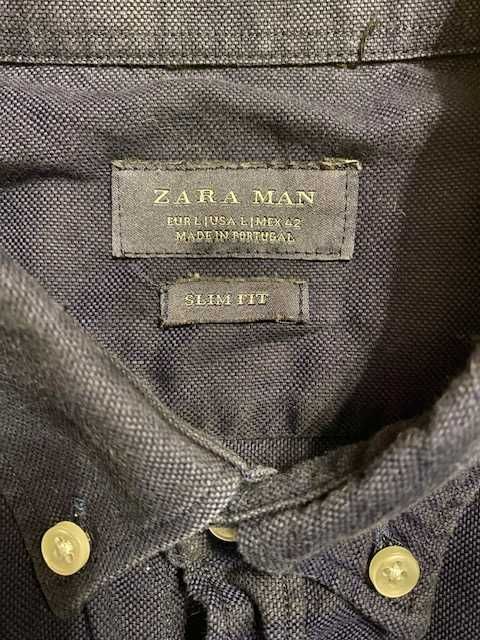 ZARA MAN
EUR L | USA L | MEX 42
MADE IN PORTUGAL
SLIM FIT